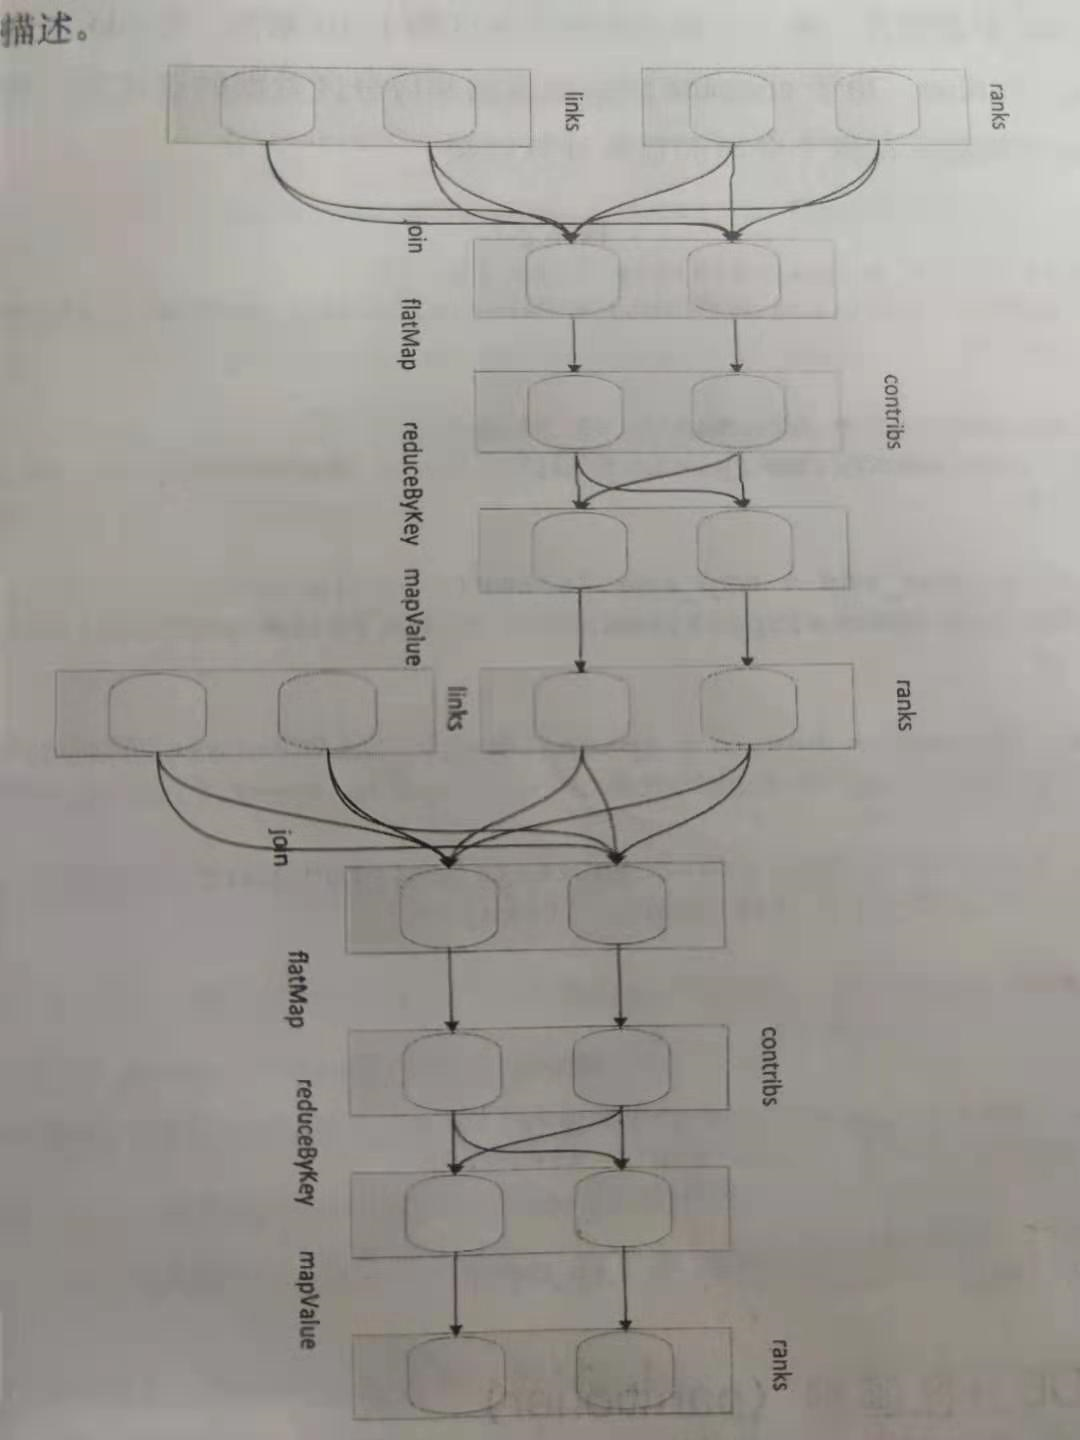 描述。
links
ranks
join
flatMap
contribs
reduceByKey
mapValue
links
ranks
join
flatMap
contribs
reduceByKey
mapValue
ranks